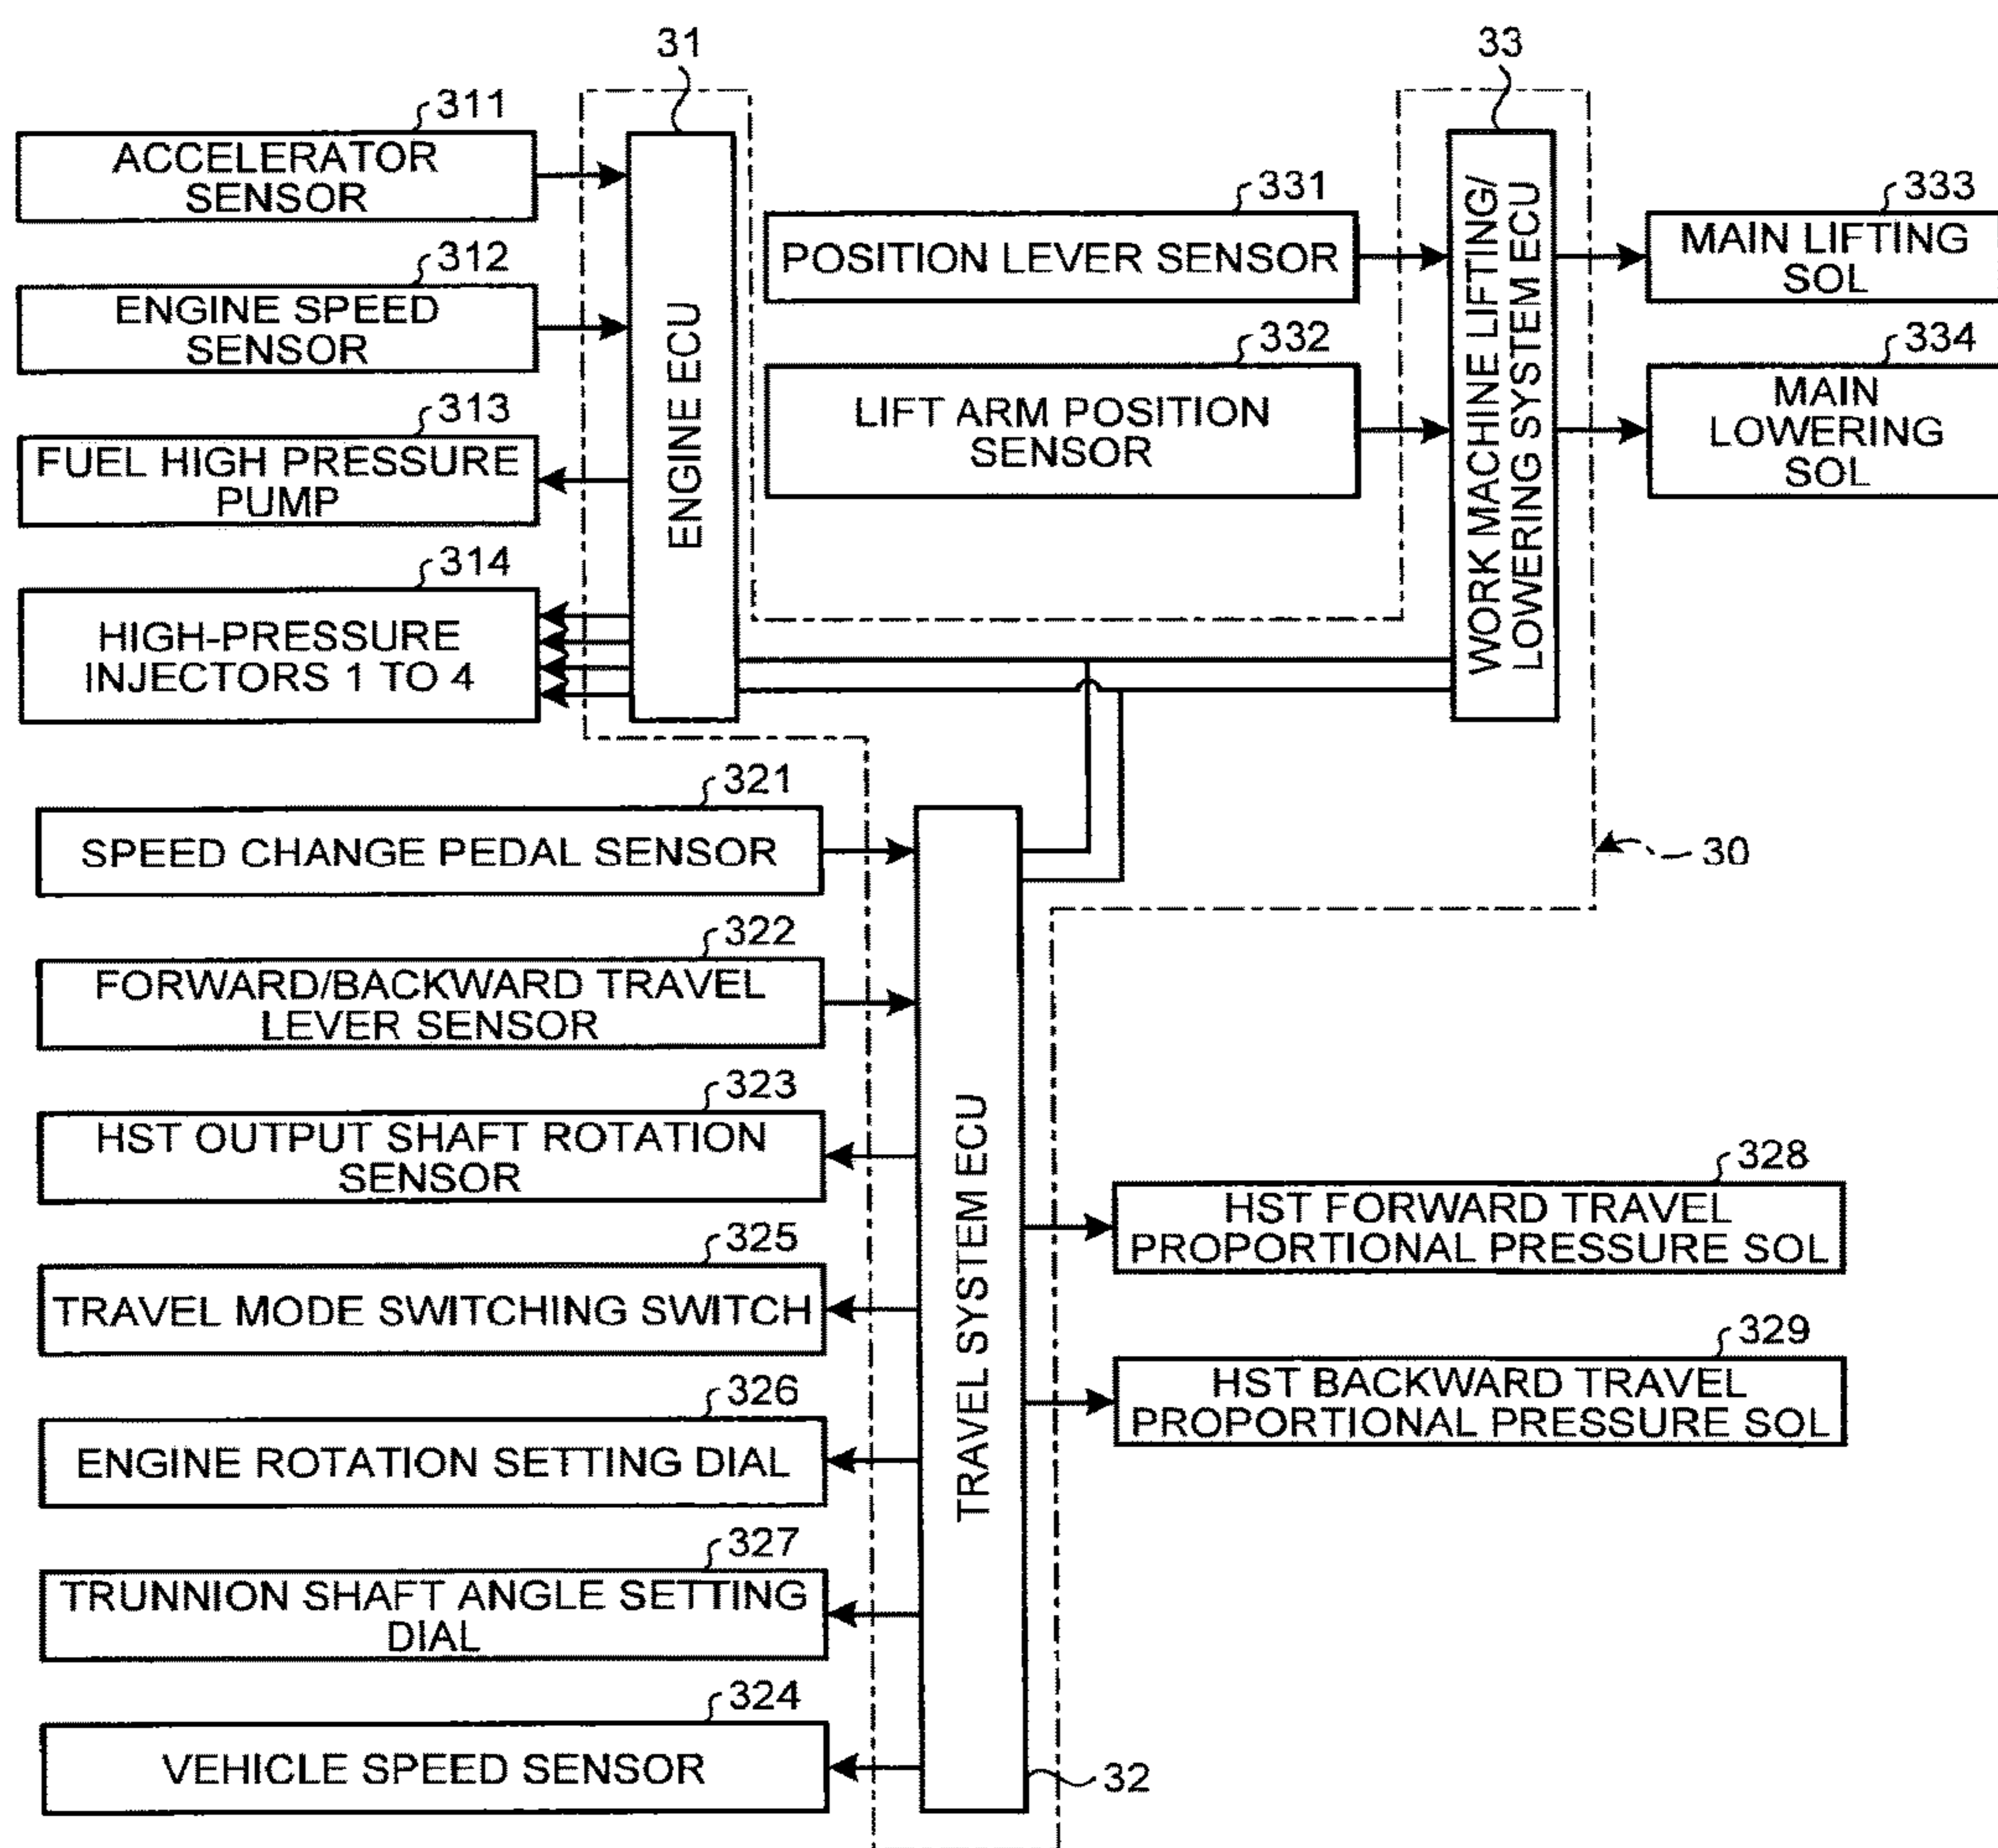 31
33
311
ACCELERATOR
SENSOR
312
ENGINE SPEED
SENSOR
313
FUEL HIGH PRESSURE
PUMP
314
HIGH-PRESSURE
INJECTORS 1 TO 4
ENGINE ECU
331
POSITION LEVER SENSOR
332
LIFT ARM POSITION
SENSOR
WORK MACHINE LIFTING/
LOWERING SYSTEM ECU
333
MAIN LIFTING
SOL
334
MAIN
LOWERING
SOL
30
321
SPEED CHANGE PEDAL SENSOR
322
FORWARD/BACKWARD TRAVEL
LEVER SENSOR
323
HST OUTPUT SHAFT ROTATION
SENSOR
325
TRAVEL MODE SWITCHING SWITCH
326
ENGINE ROTATION SETTING DIAL
327
TRUNNION SHAFT ANGLE SETTING
DIAL
324
VEHICLE SPEED SENSOR
TRAVEL SYSTEM ECU
32
328
HST FORWARD TRAVEL
PROPORTIONAL PRESSURE SOL
329
HST BACKWARD TRAVEL
PROPORTIONAL PRESSURE SOL